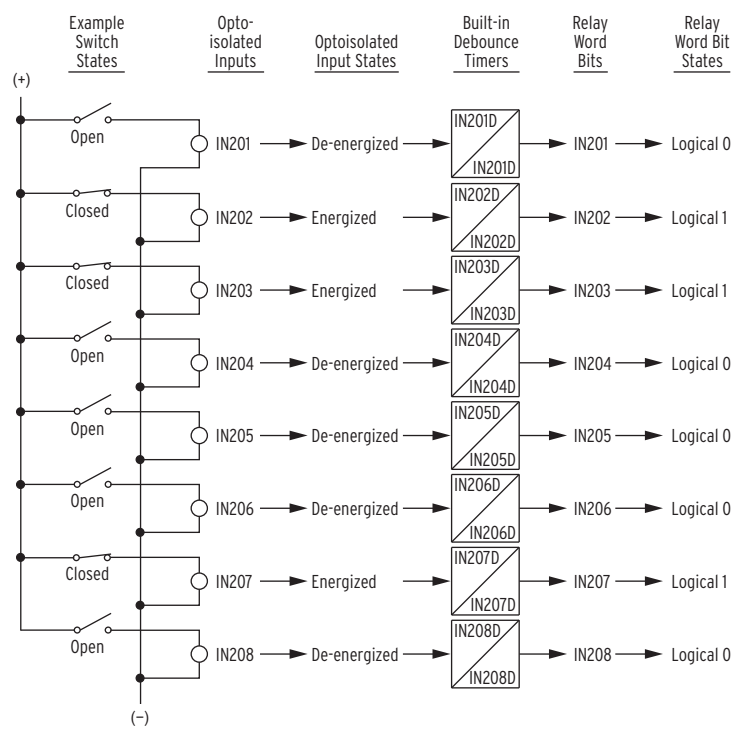 Example
Switch
States
Opto-
isolated
Inputs
Optoisolated
Input States
Built-in
Debounce
Timers
Relay
Word
Bits
Relay
Word Bit
States
(+)
Open
IN201
De-energized
IN201D
IN201D
IN201
Logical 0
Closed
IN202
Energized
IN202D
IN202D
IN202
Logical 1
Closed
IN203
Energized
IN203D
IN203D
IN203
Logical 1
Open
IN204
De-energized
IN204D
IN204D
IN204
Logical 0
Open
IN205
De-energized
IN205D
IN205D
IN205
Logical 0
Open
IN206
De-energized
IN206D
IN206D
IN206
Logical 0
Closed
IN207
Energized
IN207D
IN207D
IN207
Logical 1
Open
IN208
De-energized
IN208D
IN208D
IN208
Logical 0
(–)